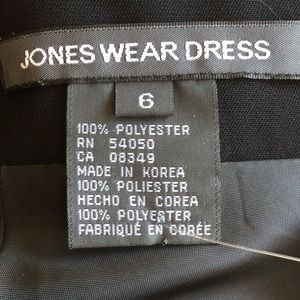 JONES WEAR DRESS
6
100% POLYESTER
RN 54050
CA 08349
MADE IN KOREA
100% POLIESTER
HECHO EN COREA
100% POLYESTER
FABRIQUÉ EN CORÉE